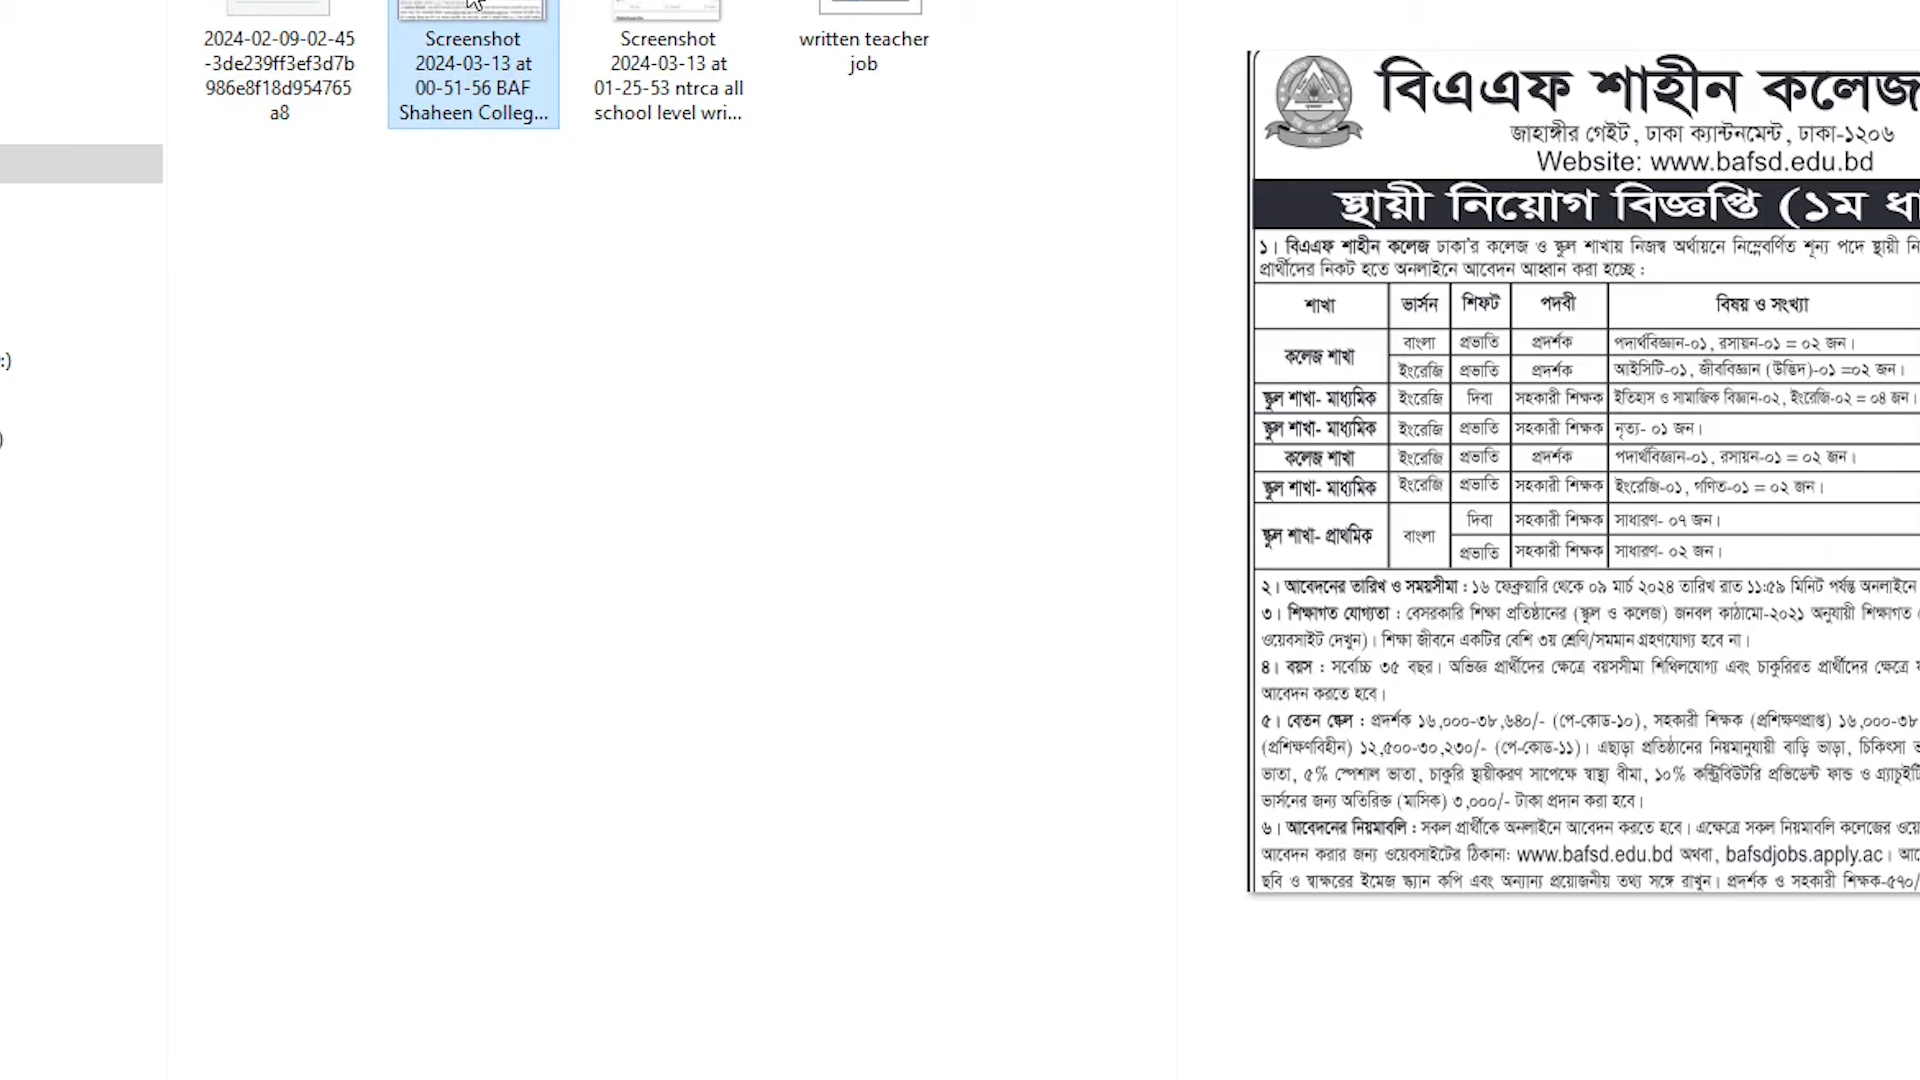 2024-02-09-02-45
-3de239ff3ef3d7b
986e8f18d954765
a8
Screenshot
2024-03-13 at
00-51-56 BAF
Shaheen Colleg...
Screenshot
2024-03-13 at
01-25-53 ntrca all
school level wri...
written teacher
job
:)
)
বিএএফ শাহীন কলেজ
জাহাঙ্গীর গেইট, ঢাকা ক্যান্টনমেন্ট, ঢাকা-১২০৬
Website: www.bafsd.edu.bd
স্থায়ী নিয়োগ বিজ্ঞপ্তি (১ম ধা
১। বিএএফ শাহীন কলেজ ঢাকা'র কলেজ ও স্কুল শাখায় নিজস্ব অর্থায়নে নিম্নেবর্ণিত শূন্য পদে স্থায়ী নি
প্রার্থীদের নিকট হতে অনলাইনে আবেদন আহ্বান করা হচ্ছে :
শাখা ভার্সন শিফট পদবী বিষয় ও সংখ্যা
কলেজ শাখা বাংলা প্রভাতি প্রদর্শক পদার্থবিজ্ঞান-০১, রসায়ন-০১ = ০২ জন।
ইংরেজি প্রভাতি প্রদর্শক আইসিটি-০১, জীববিজ্ঞান (উদ্ভিদ)-০১ =০২ জন।
স্কুল শাখা- মাধ্যমিক ইংরেজি দিবা সহকারী শিক্ষক ইতিহাস ও সামাজিক বিজ্ঞান-০২, ইংরেজি-০২ = ০৪ জন।
স্কুল শাখা- মাধ্যমিক ইংরেজি প্রভাতি সহকারী শিক্ষক নৃত্য- ০১ জন।
কলেজ শাখা ইংরেজি প্রভাতি প্রদর্শক পদার্থবিজ্ঞান-০১, রসায়ন-০১ = ০২ জন।
স্কুল শাখা- মাধ্যমিক ইংরেজি প্রভাতি সহকারী শিক্ষক ইংরেজি-০১, গণিত-০১ = ০২ জন।
স্কুল শাখা- প্রাথমিক বাংলা দিবা সহকারী শিক্ষক সাধারণ- ০৭ জন।
প্রভাতি সহকারী শিক্ষক সাধারণ- ০২ জন।
২। আবেদনের তারিখ ও সময়সীমা : ১৬ ফেব্রুয়ারি থেকে ০৯ মার্চ ২০২৪ তারিখ রাত ১১:৫৯ মিনিট পর্যন্ত অনলাইনে
৩। শিক্ষাগত যোগ্যতা : বেসরকারি শিক্ষা প্রতিষ্ঠানের (স্কুল ও কলেজ) জনবল কাঠামো-২০২১ অনুযায়ী শিক্ষাগত (
ওয়েবসাইট দেখুন)। শিক্ষা জীবনে একটির বেশি ৩য় শ্রেণি/সমমান গ্রহণযোগ্য হবে না।
৪। বয়স : সর্বোচ্চ ৩৫ বছর। অভিজ্ঞ প্রার্থীদের ক্ষেত্রে বয়সসীমা শিথিলযোগ্য এবং চাকুরিরত প্রার্থীদের ক্ষেত্রে
আবেদন করতে হবে।
৫। বেতন স্কেল : প্রদর্শক ১৬,০০০-৩৮,৬৪০/- (পে-কোড-১০), সহকারী শিক্ষক (প্রশিক্ষণপ্রাপ্ত) ১৬,০০০-৩৮
(প্রশিক্ষণবিহীন) ১২,৫০০-৩০,২৩০/- (পে-কোড-১১)। এছাড়া প্রতিষ্ঠানের নিয়মানুযায়ী বাড়ি ভাড়া, চিকিৎসা ভ
ভাতা, ৫% স্পেশাল ভাতা, চাকুরি স্থায়ীকরণ সাপেক্ষে স্বাস্থ্য বীমা, ১০% কন্ট্রিবিউটরি প্রভিডেন্ট ফান্ড ও গ্র্যাচুইটি
ভার্সনের জন্য অতিরিক্ত (মাসিক) ৩,০০০/- টাকা প্রদান করা হবে।
৬। আবেদনের নিয়মাবলি : সকল প্রার্থীকে অনলাইনে আবেদন করতে হবে। এক্ষেত্রে সকল নিয়মাবলি কলেজের ওয়ে
আবেদন করার জন্য ওয়েবসাইটের ঠিকানা: www.bafsd.edu.bd অথবা, bafsdjobs.apply.ac। আবে
ছবি ও স্বাক্ষরের ইমেজ স্ক্যান কপি এবং অন্যান্য প্রয়োজনীয় তথ্য সঙ্গে রাখুন। প্রদর্শক ও সহকারী শিক্ষক-৫৭০/